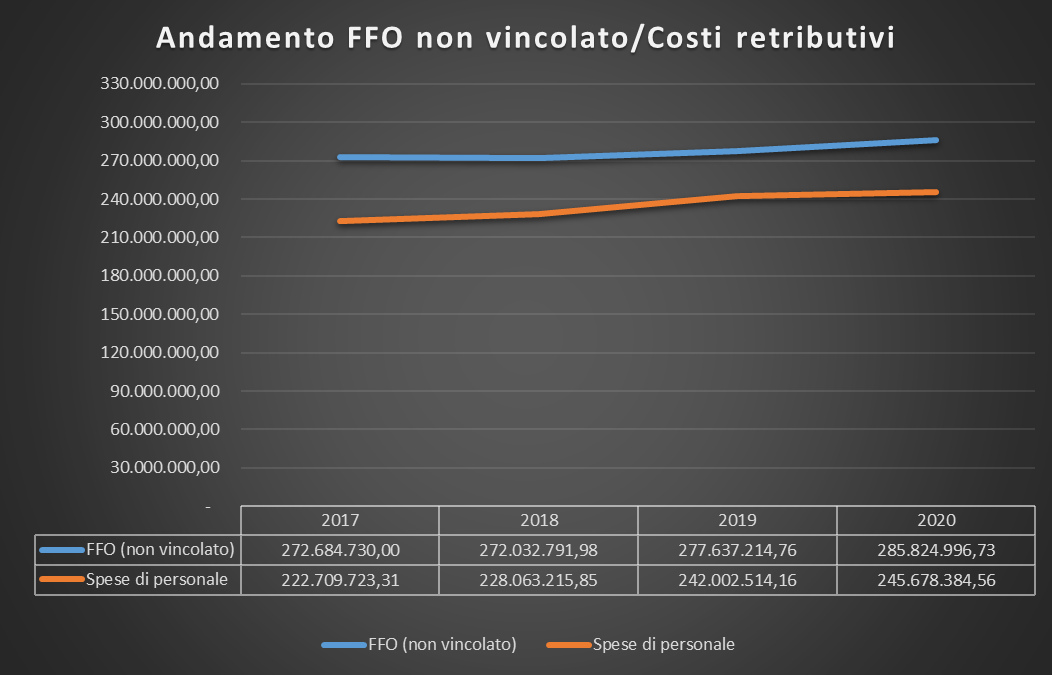 Andamento FFO non vincolato/Costi retributivi
330.000.000,00
300.000.000,00
270.000.000,00
240.000.000,00
210.000.000,00
180.000.000,00
150.000.000,00
120.000.000,00
90.000.000,00
60.000.000,00
30.000.000,00
-
2017 2018 2019 2020
FFO (non vincolato) 272.684.730,00 272.032.791,98 277.637.214,76 285.824.996,73
Spese di personale 222.709.723,31 228.063.215,85 242.002.514,16 245.678.384,56
FFO (non vincolato) Spese di personale